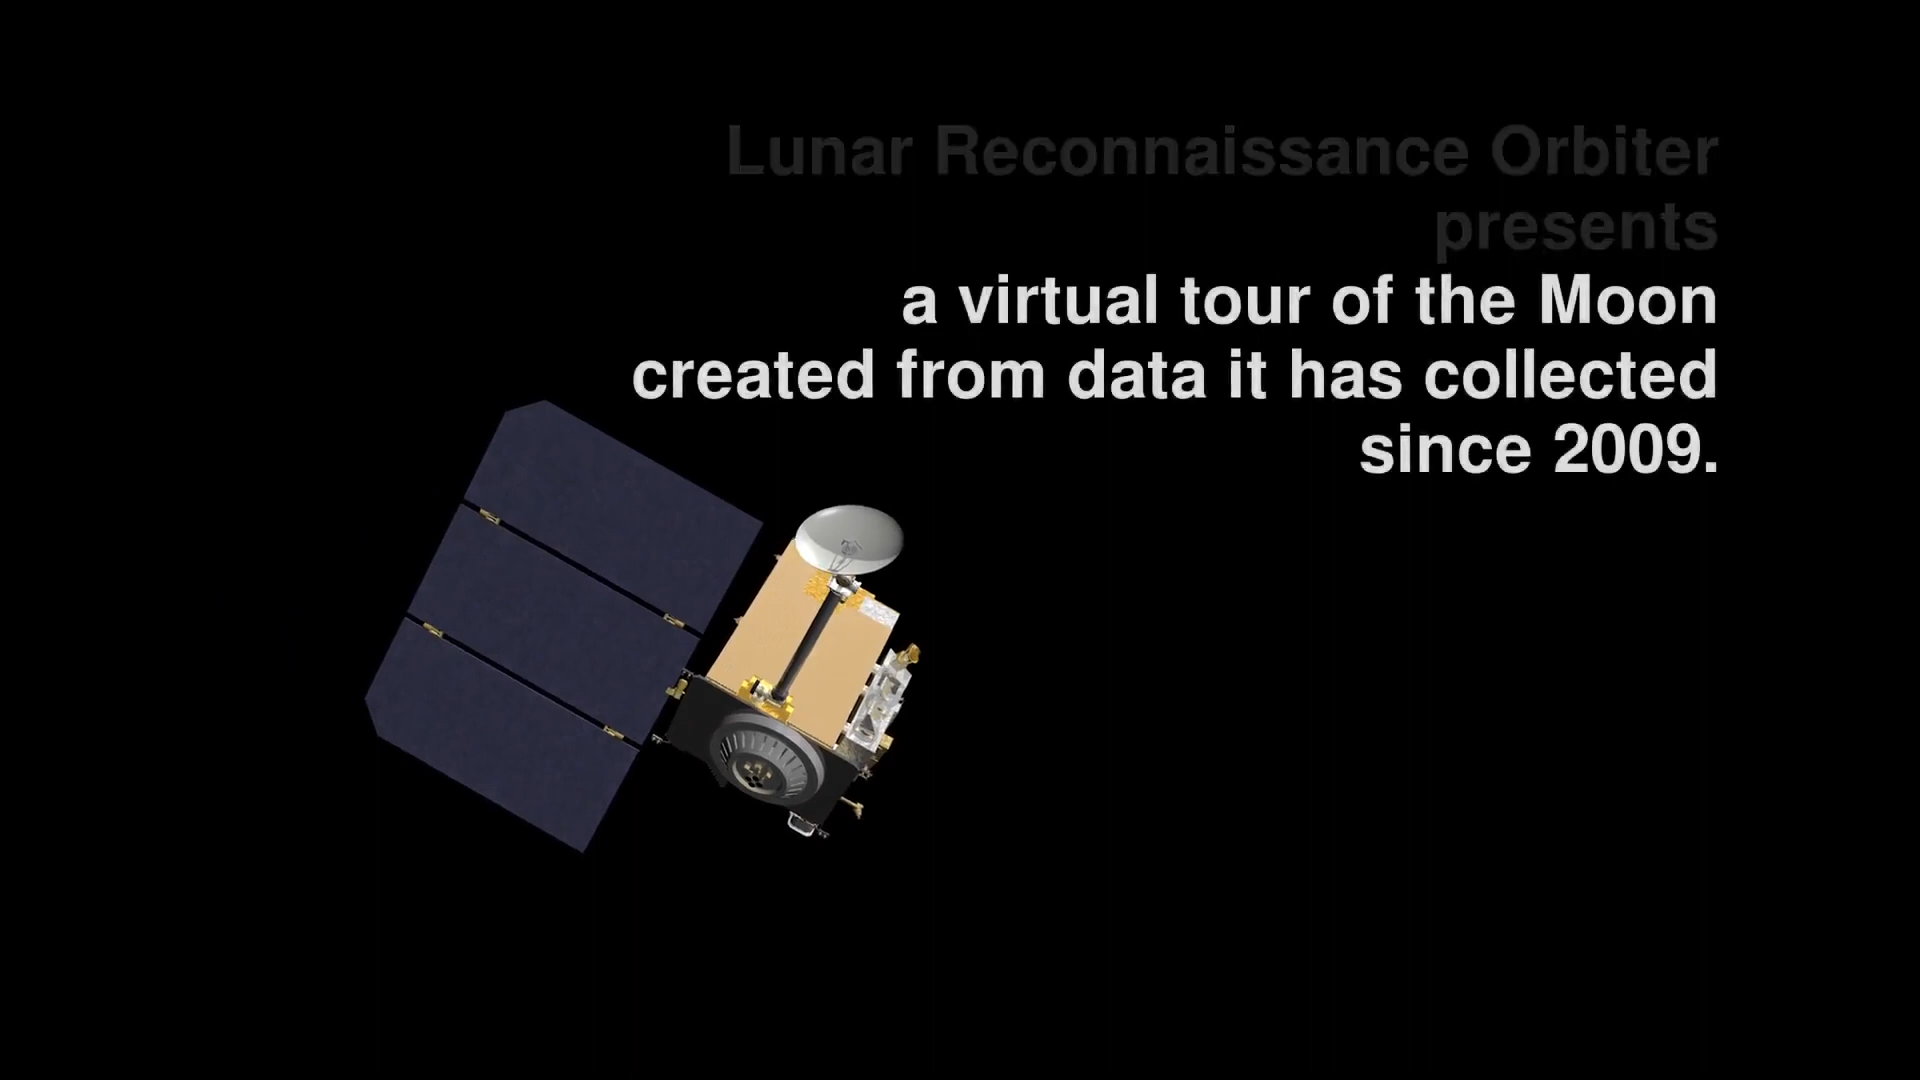 Lunar Reconnaissance Orbiter
presents
a virtual tour of the Moon
created from data it has collected
since 2009.